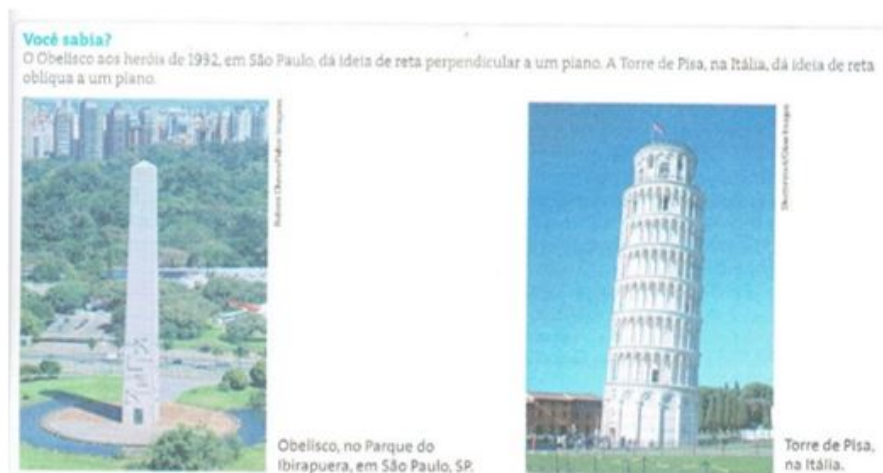 Você sabia?
O Obelisco aos heróis de 1932, em São Paulo, dá ideia de reta perpendicular a um plano. A Torre de Pisa, na Itália, dá ideia de reta
oblíqua a um plano.
Obelisco, no Parque do
Ibirapuera, em São Paulo, SP.
Torre de Pisa,
na Itália.